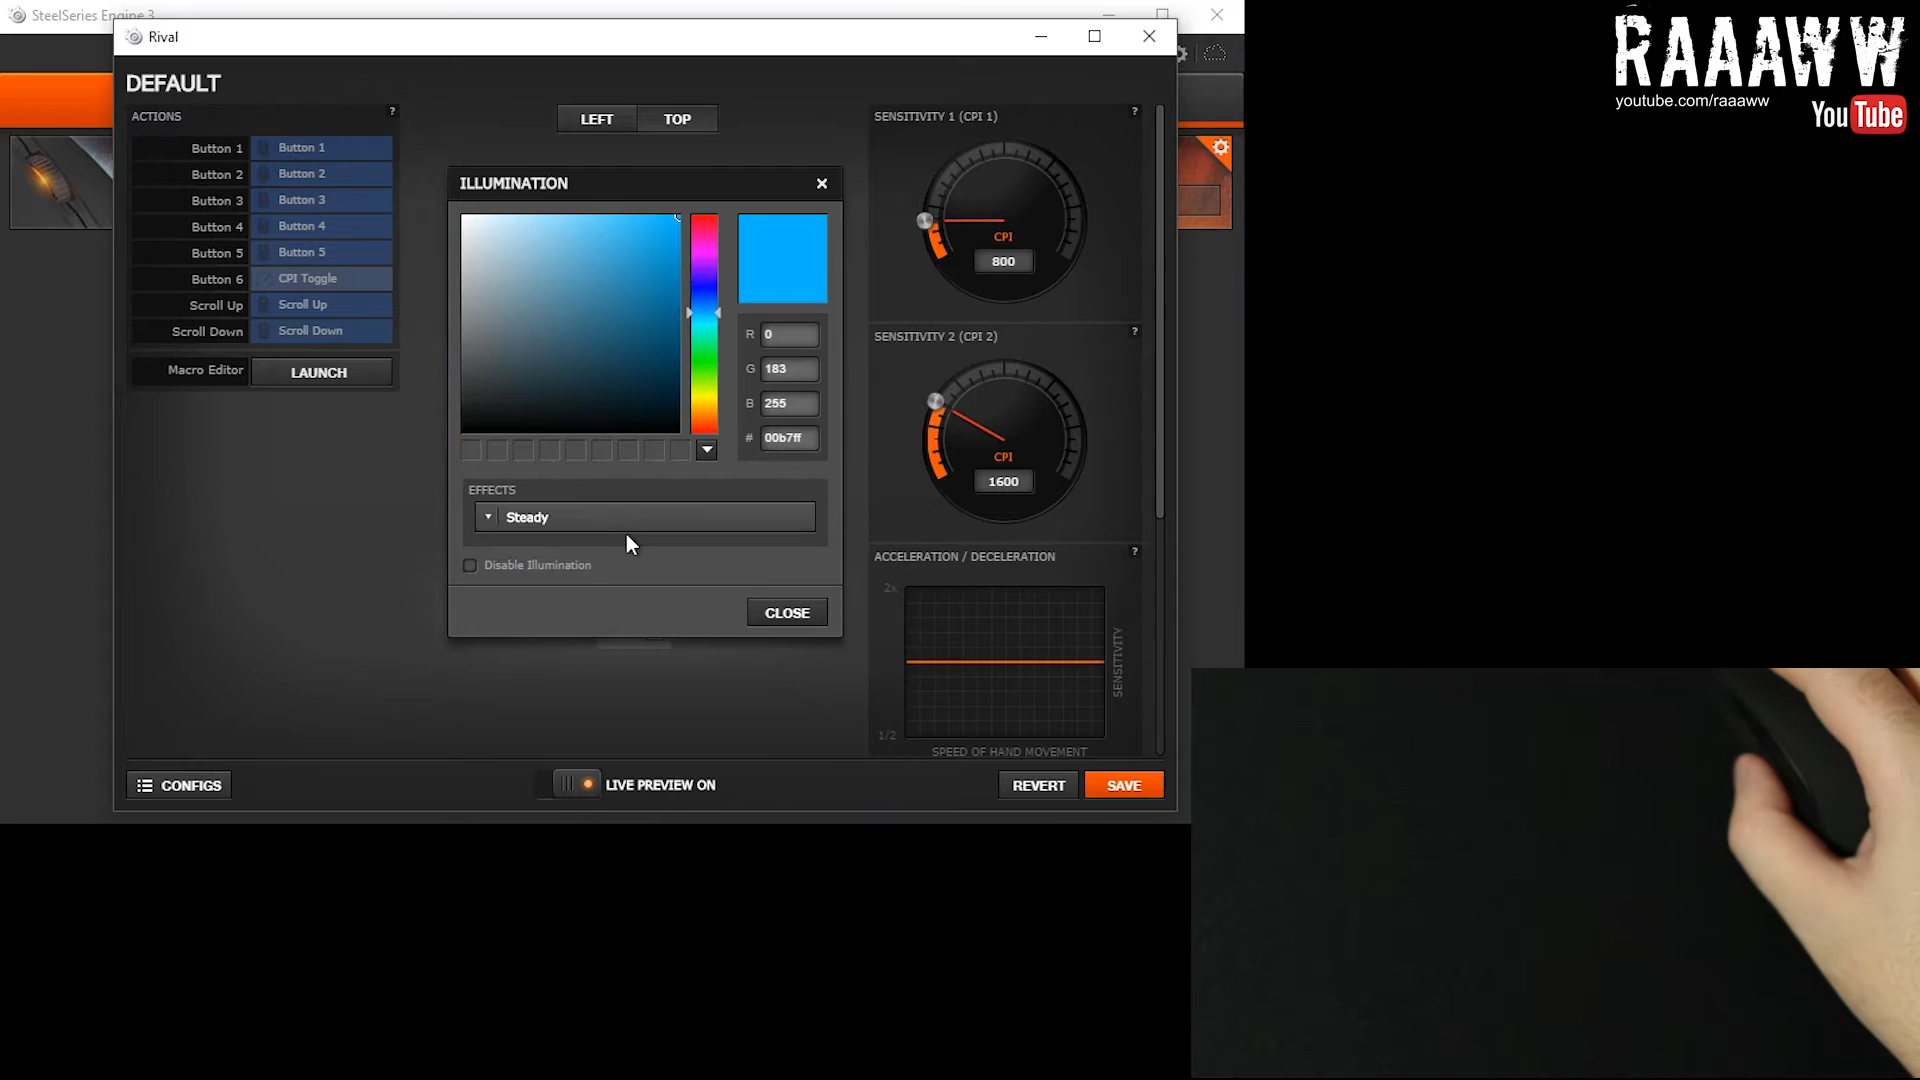 SteelSeries Engine 3
Rival
DEFAULT
ACTIONS
?
Button 1 Button 1
Button 2 Button 2
Button 3 Button 3
Button 4 Button 4
Button 5 Button 5
Button 6 CPI Toggle
Scroll Up Scroll Up
Scroll Down Scroll Down
Macro Editor LAUNCH
LEFT TOP
ILLUMINATION
R 0
G 183
B 255
# 00b7ff
EFFECTS
Steady
Disable Illumination
CLOSE
SENSITIVITY 1 (CPI 1)
?
CPI
800
SENSITIVITY 2 (CPI 2)
?
CPI
1600
ACCELERATION / DECELERATION
?
2x
SENSITIVITY
1/2
SPEED OF HAND MOVEMENT
CONFIGS
LIVE PREVIEW ON
REVERT SAVE
RAAAWW
youtube.com/raaaww
YouTube